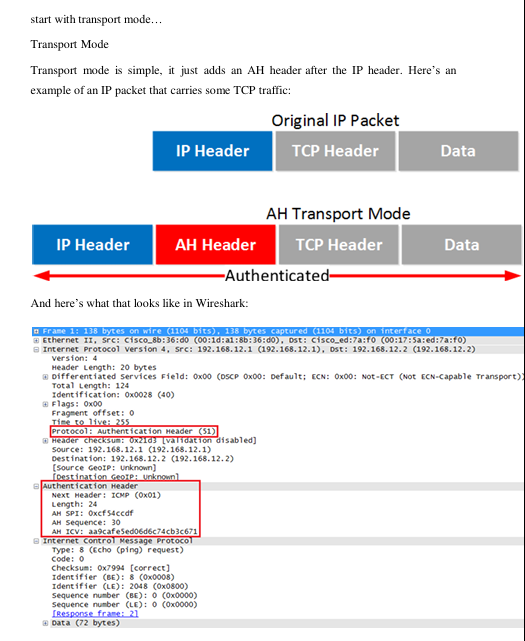 start with transport mode…
Transport Mode
Transport mode is simple, it just adds an AH header after the IP header. Here's an
example of an IP packet that carries some TCP traffic:
Original IP Packet
IP Header TCP Header Data
AH Transport Mode
IP Header AH Header TCP Header Data
Authenticated
And here's what that looks like in Wireshark:
Frame 1: 138 bytes on wire (1104 bits), 138 bytes captured (1104 bits) on interface 0
Ethernet II, Src: Cisco_8b:36:d0 (00:1d:a1:8b:36:d0), Dst: Cisco_ed:7a:f0 (00:17:5a:ed:7a:f0)
Internet Protocol Version 4, Src: 192.168.12.1 (192.168.12.1), Dst: 192.168.12.2 (192.168.12.2)
Version: 4
Header Length: 20 bytes
Differentiated Services Field: 0x00 (DSCP 0x00: Default; ECN: 0x00: Not-ECT (Not ECN-Capable Transport))
Total Length: 124
Identification: 0x0028 (40)
Flags: 0x00
Fragment offset: 0
Time to live: 255
Protocol: Authentication Header (51)
Header checksum: 0x21d3 [validation disabled]
Source: 192.168.12.1 (192.168.12.1)
Destination: 192.168.12.2 (192.168.12.2)
[Source GeoIP: Unknown]
[Destination GeoIP: Unknown]
Authentication Header
Next Header: ICMP (0x01)
Length: 24
AH SPI: 0xcf54ccdf
AH Sequence: 30
AH ICV: aa9cafe5ed06d6c74cb3c671
Internet Control Message Protocol
Type: 8 (Echo (ping) request)
Code: 0
Checksum: 0x7994 [correct]
Identifier (BE): 8 (0x0008)
Identifier (LE): 2048 (0x0800)
Sequence number (BE): 0 (0x0000)
Sequence number (LE): 0 (0x0000)
[Response frame: 2]
Data (72 bytes)